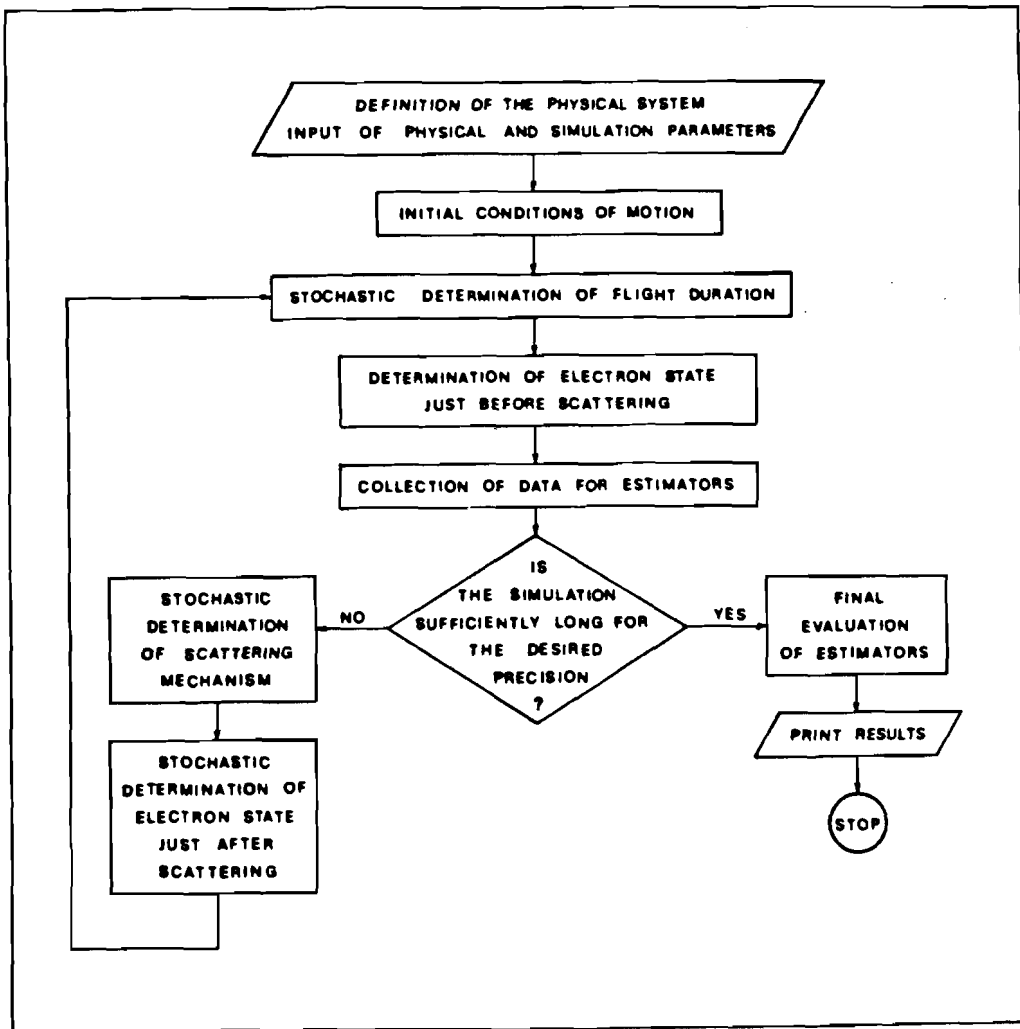 DEFINITION OF THE PHYSICAL SYSTEM
INPUT OF PHYSICAL AND SIMULATION PARAMETERS
INITIAL CONDITIONS OF MOTION
STOCHASTIC DETERMINATION OF FLIGHT DURATION
DETERMINATION OF ELECTRON STATE
JUST BEFORE SCATTERING
COLLECTION OF DATA FOR ESTIMATORS
IS
THE SIMULATION
SUFFICIENTLY LONG FOR
THE DESIRED
PRECISION
?
NO
STOCHASTIC
DETERMINATION
OF SCATTERING
MECHANISM
STOCHASTIC
DETERMINATION OF
ELECTRON STATE
JUST AFTER
SCATTERING
YES
FINAL
EVALUATION
OF ESTIMATORS
PRINT RESULTS
STOP